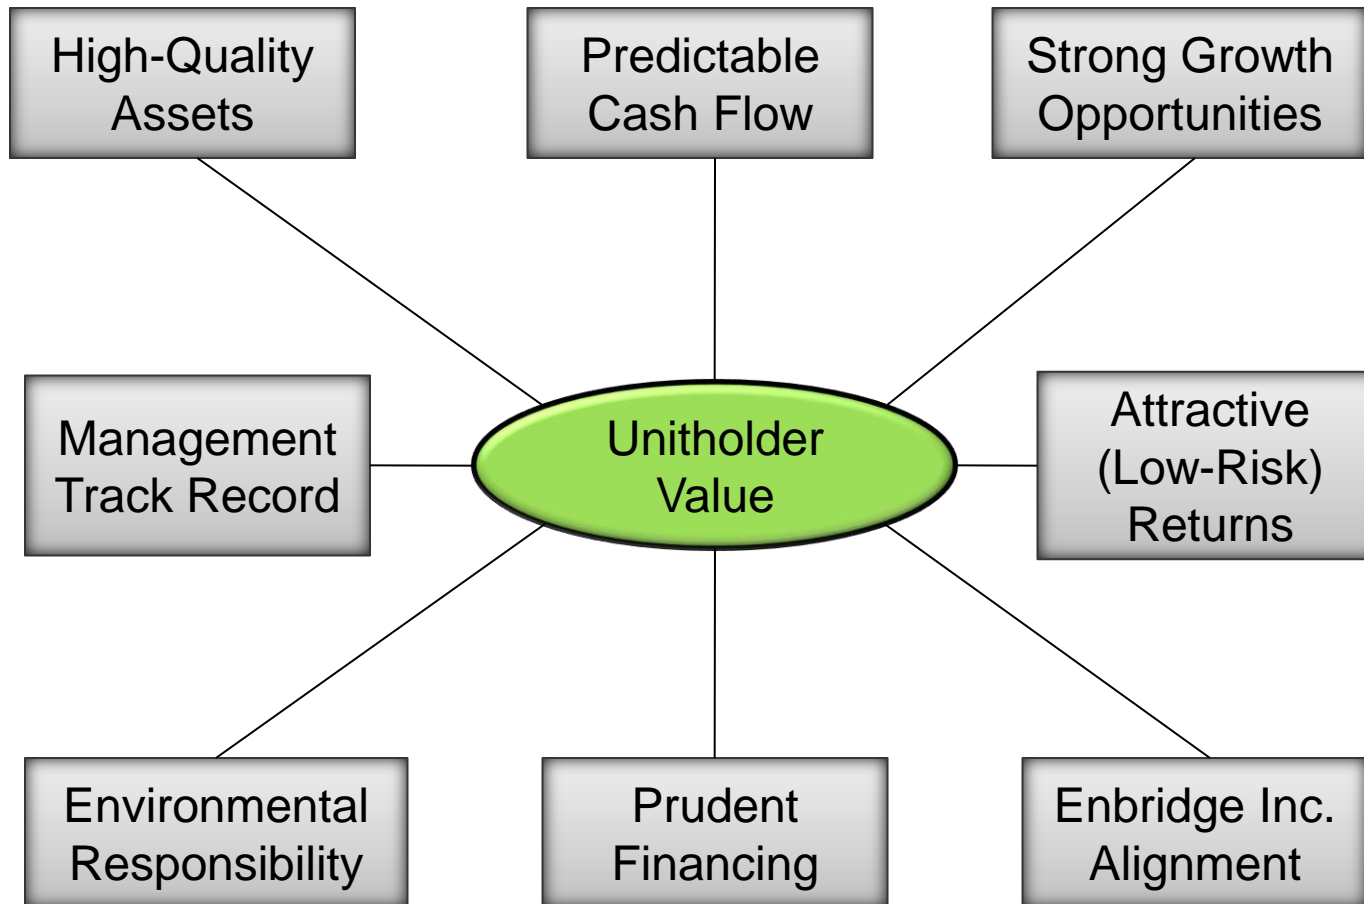 High-Quality
Assets
Predictable
Cash Flow
Strong Growth
Opportunities
Management
Track Record
Unitholder
Value
Attractive
(Low-Risk)
Returns
Environmental
Responsibility
Prudent
Financing
Enbridge Inc.
Alignment